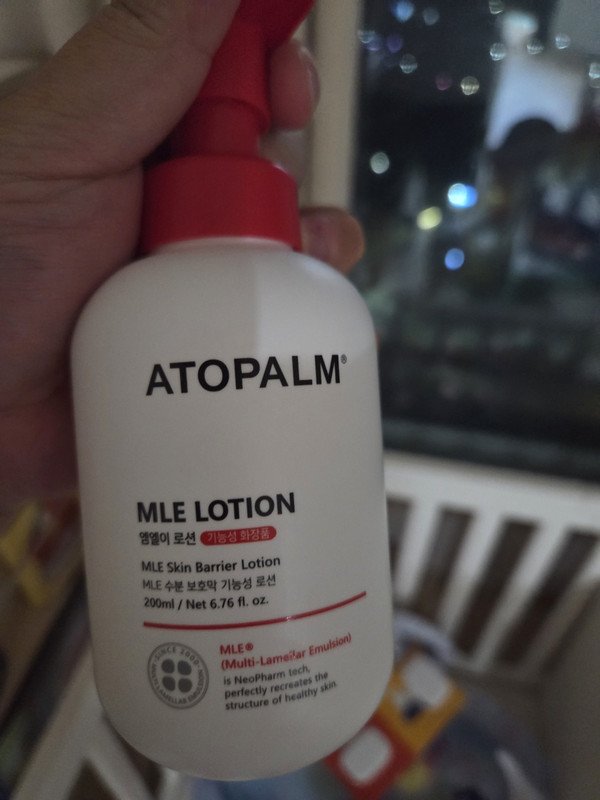 ATOPALM®
MLE LOTION
엠엘이 로션 기능성 화장품
MLE Skin Barrier Lotion
MLE 수분 보호막 기능성 로션
200ml / Net 6.76 fl. oz.
MLE®
(Multi-Lamellar Emulsion)
is NeoPharm tech,
perfectly recreates the
structure of healthy skin.